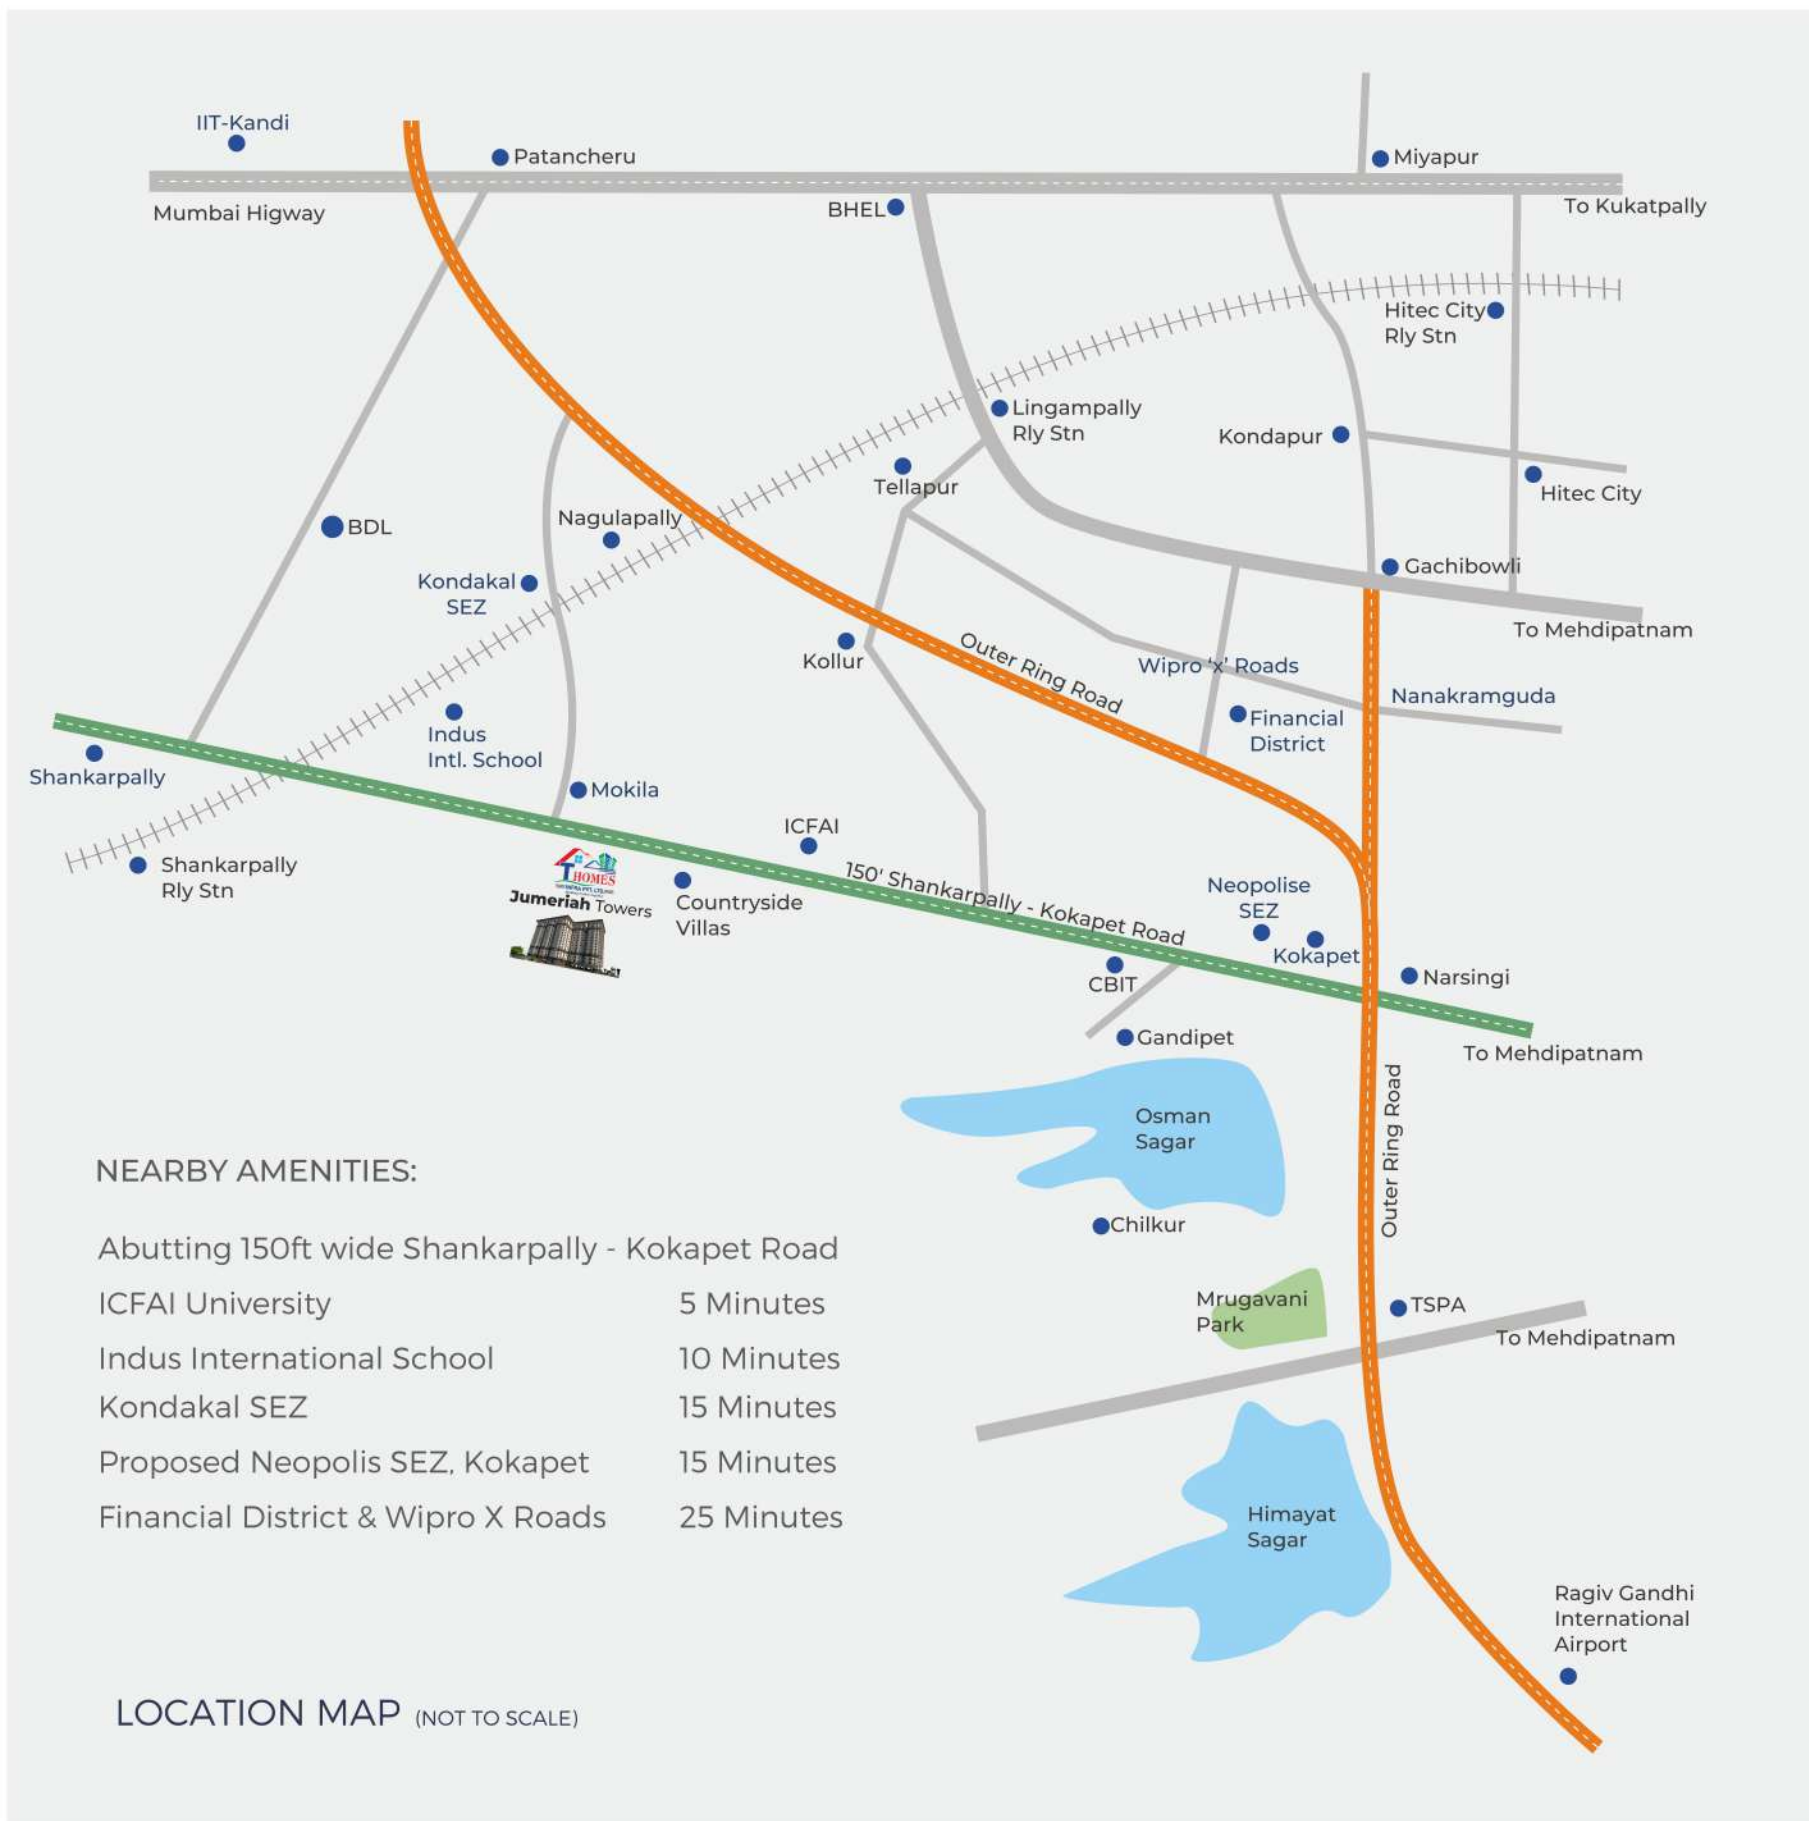 IIT-Kandi
Patancheru
Miyapur
Mumbai Higway
BHEL
To Kukatpally
Hitec City
Rly Stn
Lingampally
Rly Stn
Kondapur
Tellapur
Hitec City
BDL
Nagulapally
Kondakal
SEZ
Gachibowli
To Mehdipatnam
Kollur
Outer Ring Road
Wipro 'x' Roads
Nanakramguda
Financial
District
Indus
Intl. School
Shankarpally
Mokila
ICFAI
Shankarpally
Rly Stn
T HOMES
Jumeriah Towers
Countryside
Villas
150' Shankarpally - Kokapet Road
Neopolise
SEZ
Kokapet
CBIT
Narsingi
Gandipet
To Mehdipatnam
Osman
Sagar
Outer Ring Road
Chilkur
Mrugavani
Park
TSPA
To Mehdipatnam
Himayat
Sagar
Ragiv Gandhi
International
Airport
NEARBY AMENITIES:
Abutting 150ft wide Shankarpally - Kokapet Road
ICFAI University 5 Minutes
Indus International School 10 Minutes
Kondakal SEZ 15 Minutes
Proposed Neopolis SEZ, Kokapet 15 Minutes
Financial District & Wipro X Roads 25 Minutes
LOCATION MAP (NOT TO SCALE)